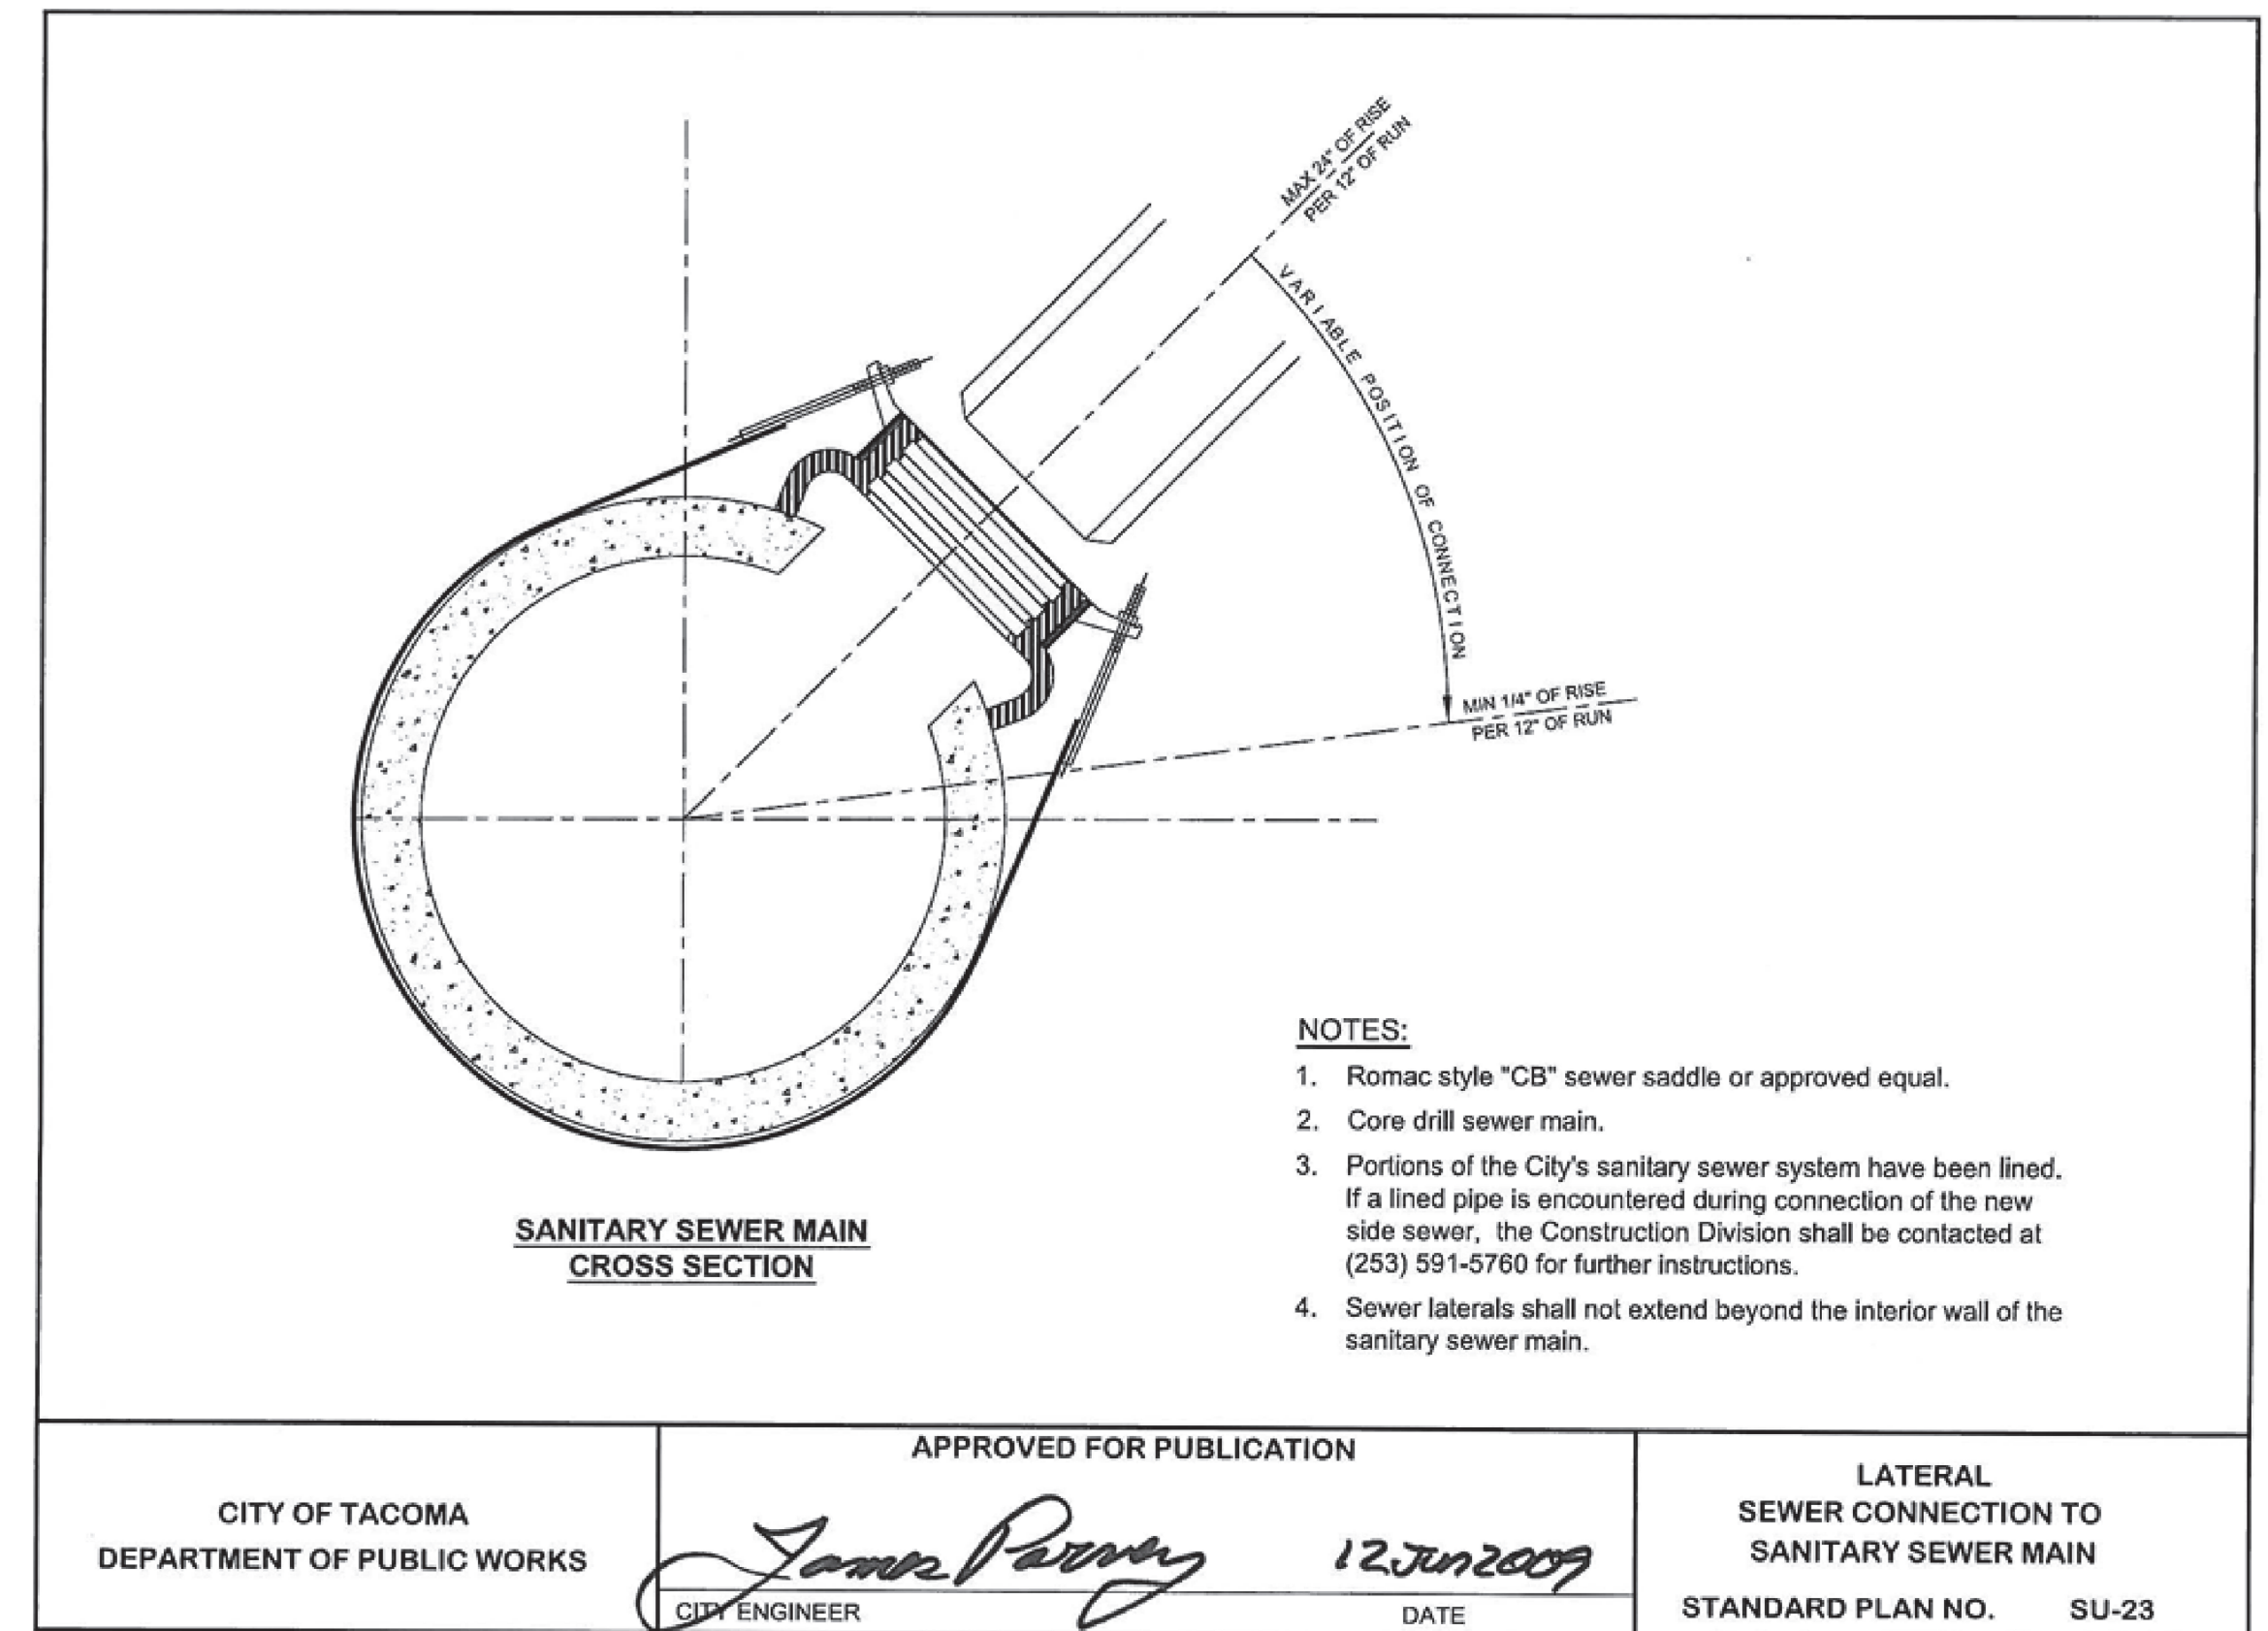 MAX 24" OF RISE
PER 12" OF RUN
VARIABLE POSITION OF CONNECTION
MIN 1/4" OF RISE
PER 12" OF RUN
SANITARY SEWER MAIN
CROSS SECTION
NOTES:
1. Romac style "CB" sewer saddle or approved equal.
2. Core drill sewer main.
3. Portions of the City's sanitary sewer system have been lined.
If a lined pipe is encountered during connection of the new
side sewer, the Construction Division shall be contacted at
(253) 591-5760 for further instructions.
4. Sewer laterals shall not extend beyond the interior wall of the
sanitary sewer main.
CITY OF TACOMA
DEPARTMENT OF PUBLIC WORKS
APPROVED FOR PUBLICATION
James Parvey 12 Jun 2009
CITY ENGINEER DATE
LATERAL
SEWER CONNECTION TO
SANITARY SEWER MAIN
STANDARD PLAN NO. SU-23